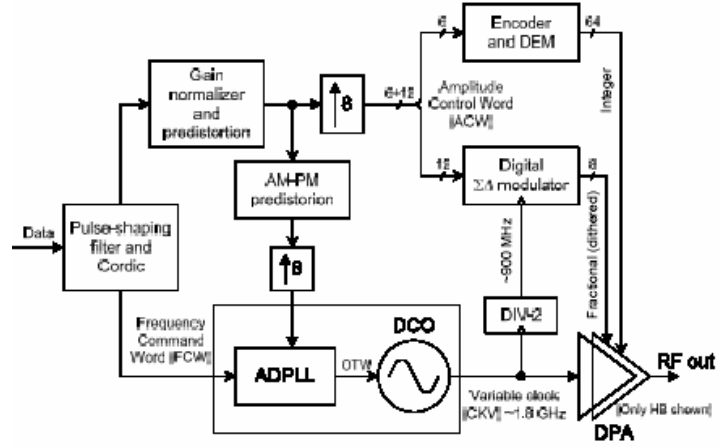 Data
Pulse-shaping
filter and
Cordic
Gain
normalizer
and
predistortion
8
6+12
Amplitude
Control Word
(ACW)
6
Encoder
and DEM
64
Integer
12
Digital
ΣΔ modulator
8
Fractional (dithered)
AM-PM
predistorion
8
~900 MHz
DIV-2
Frequency
Command
Word (FCW)
ADPLL
OTW
DCO
Variable clock
(CKV) ~1.8 GHz
RF out
(Only HB shown)
DPA